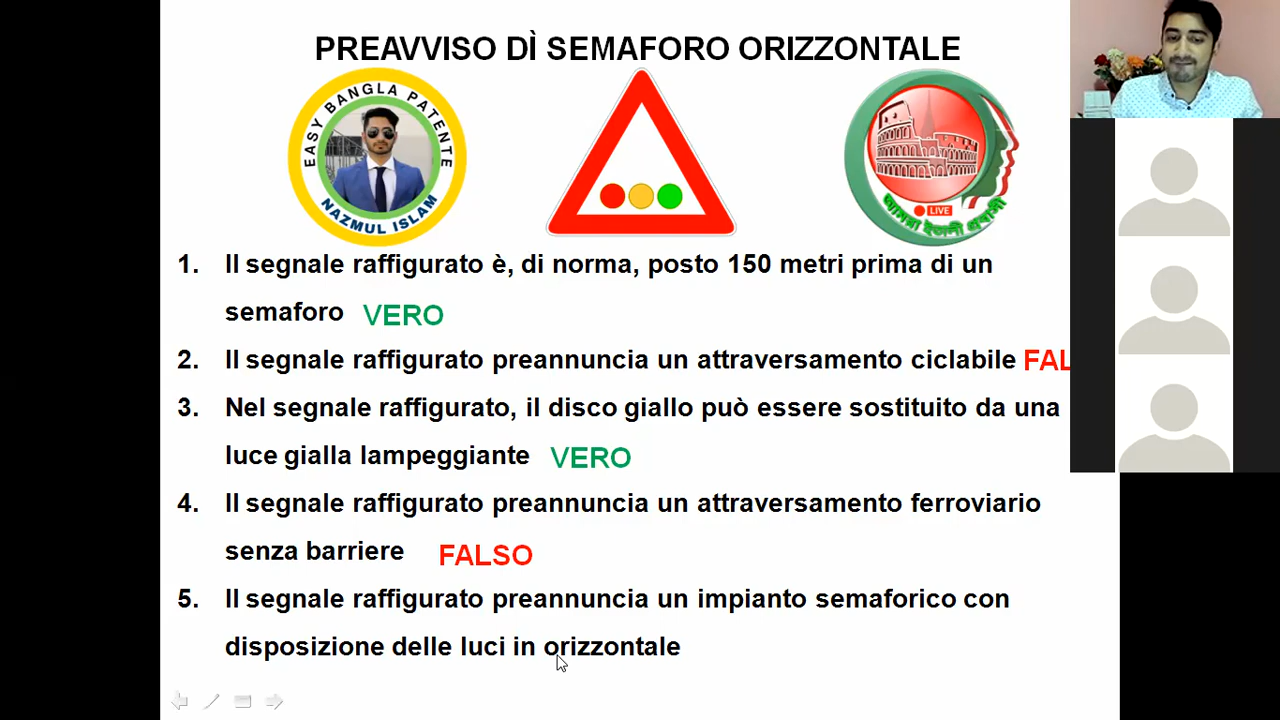 PREAVVISO DÌ SEMAFORO ORIZZONTALE
EASY BANGLA PATENTE
NAZMUL ISLAM
LIVE
আমরা ইতালী প্রবাসী
1. Il segnale raffigurato è, di norma, posto 150 metri prima di un
semaforo VERO
2. Il segnale raffigurato preannuncia un attraversamento ciclabile FAL
3. Nel segnale raffigurato, il disco giallo può essere sostituito da una
luce gialla lampeggiante VERO
4. Il segnale raffigurato preannuncia un attraversamento ferroviario
senza barriere FALSO
5. Il segnale raffigurato preannuncia un impianto semaforico con
disposizione delle luci in orizzontale